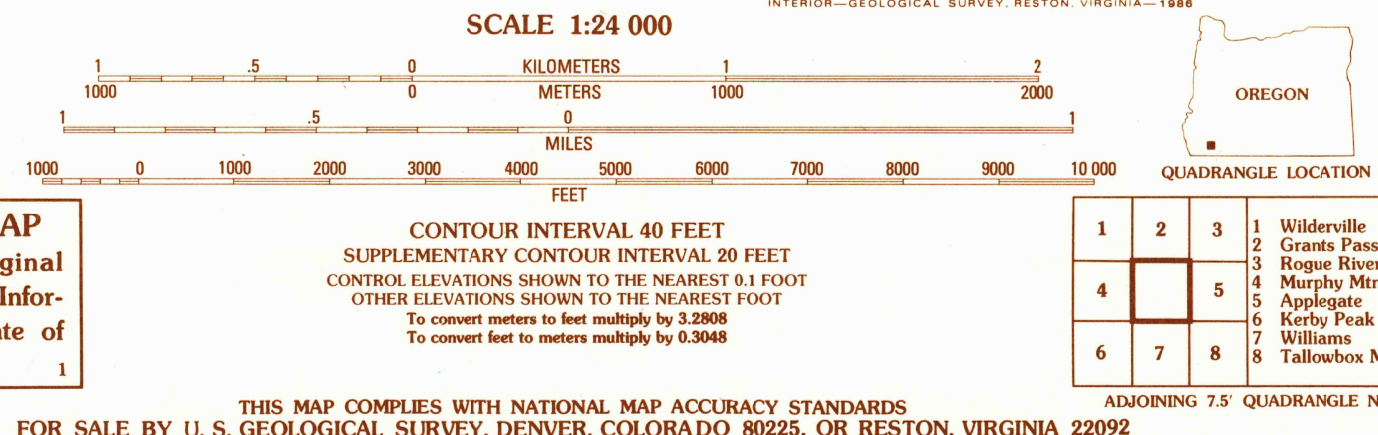 INTERIOR—GEOLOGICAL SURVEY, RESTON, VIRGINIA—1986
SCALE 1:24 000
1 .5 0 KILOMETERS 1 2
1000 0 METERS 1000 2000
1 .5 0 1
MILES
1000 0 1000 2000 3000 4000 5000 6000 7000 8000 9000 10 000
FEET
CONTOUR INTERVAL 40 FEET
SUPPLEMENTARY CONTOUR INTERVAL 20 FEET
CONTROL ELEVATIONS SHOWN TO THE NEAREST 0.1 FOOT
OTHER ELEVATIONS SHOWN TO THE NEAREST FOOT
To convert meters to feet multiply by 3.2808
To convert feet to meters multiply by 0.3048
THIS MAP COMPLIES WITH NATIONAL MAP ACCURACY STANDARDS
FOR SALE BY U. S. GEOLOGICAL SURVEY, DENVER, COLORADO 80225, OR RESTON, VIRGINIA 22092
AP
ginal
Infor-
te of
1
OREGON
QUADRANGLE LOCATION
1 2 3
4 5
6 7 8
1 Wilderville
2 Grants Pass
3 Rogue River
4 Murphy Mtn
5 Applegate
6 Kerby Peak
7 Williams
8 Tallowbox M
ADJOINING 7.5′ QUADRANGLE N